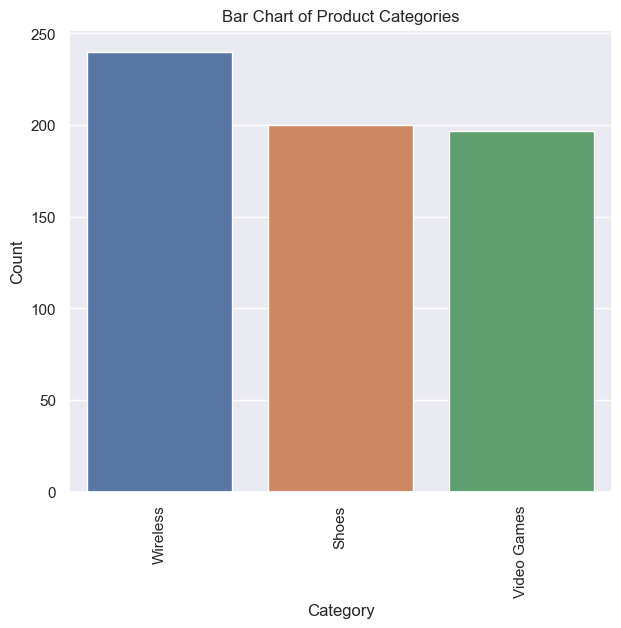 Bar Chart of Product Categories
250
200
150
100
50
0
Count
Wireless
Shoes
Video Games
Category